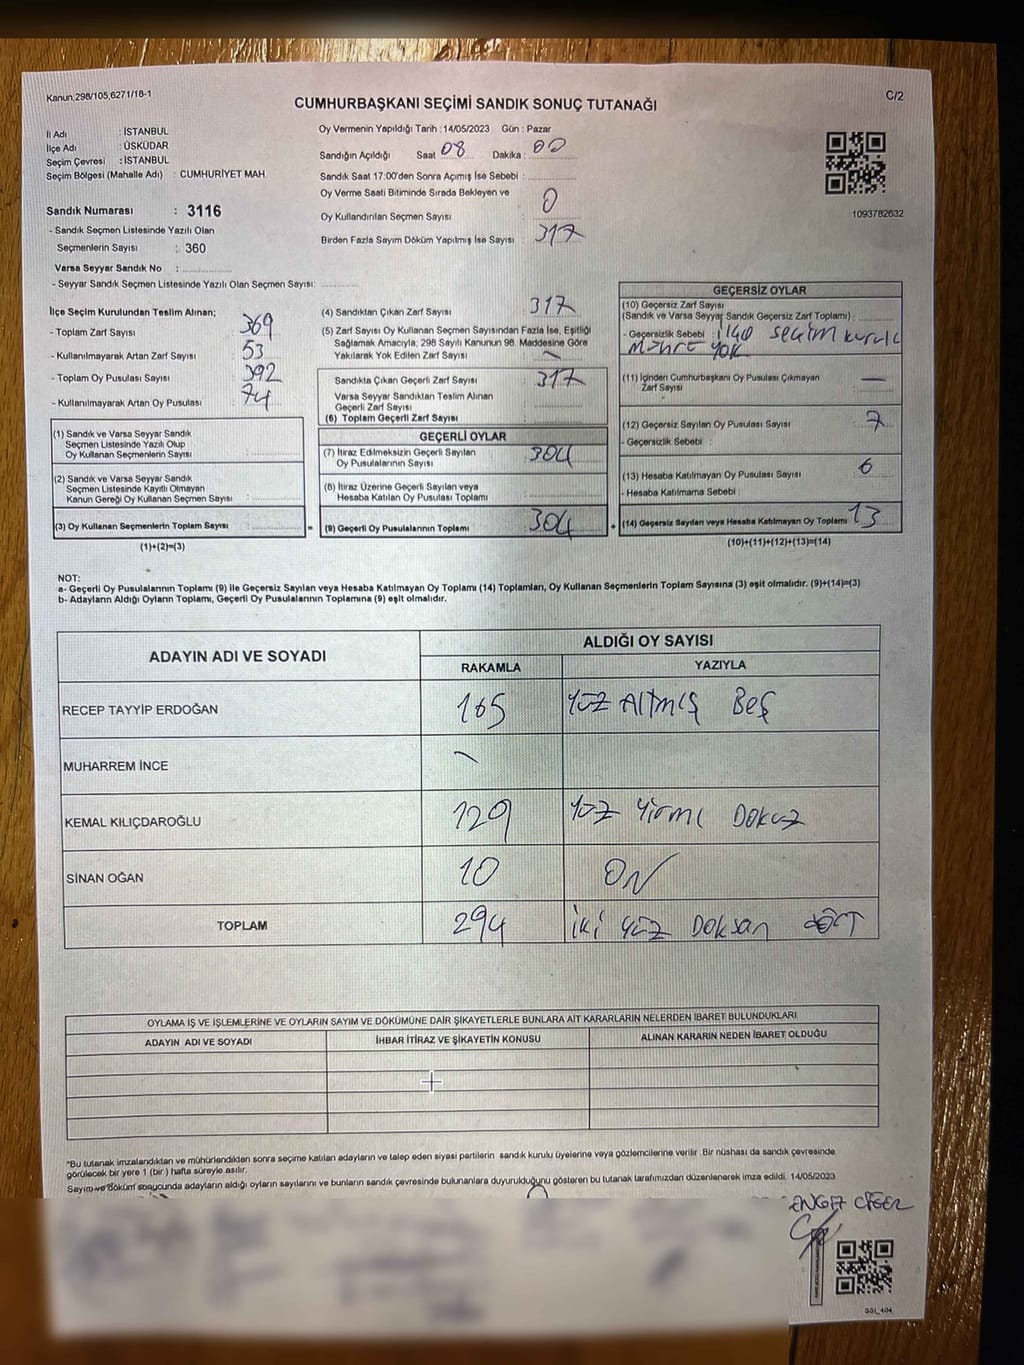 Kanun,298/105,6271/18-1
C/2
CUMHURBAŞKANI SEÇİMİ SANDIK SONUÇ TUTANAĞI
İl Adı : İSTANBUL
İlçe Adı : ÜSKÜDAR
Seçim Çevresi : İSTANBUL
Seçim Bölgesi (Mahalle Adı) : CUMHURİYET MAH.
Sandık Numarası : 3116
- Sandık Seçmen Listesinde Yazılı Olan
Seçmenlerin Sayısı : 360
Varsa Seyyar Sandık No :
- Seyyar Sandık Seçmen Listesinde Yazılı Olan Seçmen Sayısı:
Oy Vermenin Yapıldığı Tarih : 14/05/2023 Gün : Pazar
Sandığın Açıldığı Saat 08 Dakika : 00
Sandık Saat 17:00'den Sonra Açımış İse Sebebi :
Oy Verme Saati Bitiminde Sırada Bekleyen ve
Oy Kullandırılan Seçmen Sayısı 0
Birden Fazla Sayım Döküm Yapılmış İse Sayısı 317
1093782632
İlçe Seçim Kurulundan Teslim Alınan;
- Toplam Zarf Sayısı 369
- Kullanılmayarak Artan Zarf Sayısı : 53
- Toplam Oy Pusulası Sayısı 392
- Kullanılmayarak Artan Oy Pusulası 74
(1) Sandık ve Varsa Seyyar Sandık
Seçmen Listesinde Yazılı Olup
Oy Kullanan Seçmenlerin Sayısı :
(2) Sandık ve Varsa Seyyar Sandık
Seçmen Listesinde Kayıtlı Olmayan
Kanun Gereği Oy Kullanan Seçmen Sayısı :
(3) Oy Kullanan Seçmenlerin Toplam Sayısı :
(1)+(2)=(3)
(4) Sandıktan Çıkan Zarf Sayısı 317
(5) Zarf Sayısı Oy Kullanan Seçmen Sayısından Fazla İse, Eşitliği
Sağlamak Amacıyla; 298 Sayılı Kanunun 98. Maddesine Göre
Yakılarak Yok Edilen Zarf Sayısı
Sandıkta Çıkan Geçerli Zarf Sayısı 317
Varsa Seyyar Sandıktan Teslim Alınan
Geçerli Zarf Sayısı
(6) Toplam Geçerli Zarf Sayısı
GEÇERLİ OYLAR
(7) İtiraz Edilmeksizin Geçerli Sayılan
Oy Pusulalarının Sayısı 304
(8) İtiraz Üzerine Geçerli Sayılan veya
Hesaba Katılan Oy Pusulası Toplamı
= (9) Geçerli Oy Pusulalarının Toplamı 304 +
GEÇERSİZ OYLAR
(10) Geçersiz Zarf Sayısı
(Sandık ve Varsa Seyyar Sandık Geçersiz Zarf Toplamı) :
- Geçersizlik Sebebi : seçim kurulu
YOK
(11) İçinden Cumhurbaşkanı Oy Pusulası Çıkmayan
Zarf Sayısı : —
(12) Geçersiz Sayılan Oy Pusulası Sayısı : 7
- Geçersizlik Sebebi :
(13) Hesaba Katılmayan Oy Pusulası Sayısı : 6
- Hesaba Katılmama Sebebi :
(14) Geçersiz Sayılan veya Hesaba Katılmayan Oy Toplamı 13
(10)+(11)+(12)+(13)=(14)
NOT:
a- Geçerli Oy Pusulalarının Toplamı (9) ile Geçersiz Sayılan veya Hesaba Katılmayan Oy Toplamı (14) Toplamları, Oy Kullanan Seçmenlerin Toplam Sayısına (3) eşit olmalıdır. (9)+(14)=(3)
b- Adayların Aldığı Oyların Toplamı, Geçerli Oy Pusulalarının Toplamına (9) eşit olmalıdır.
ADAYIN ADI VE SOYADI
ALDIĞI OY SAYISI
RAKAMLA YAZIYLA
RECEP TAYYİP ERDOĞAN 165 YÜZ ALTMIŞ BEŞ
MUHARREM İNCE
KEMAL KILIÇDAROĞLU 129 YÜZ Yirmi DOKUZ
SİNAN OĞAN 10 ON
TOPLAM 294 İki YÜZ DOKSan dÖRT
OYLAMA İŞ VE İŞLEMLERİNE VE OYLARIN SAYIM VE DÖKÜMÜNE DAİR ŞİKAYETLERLE BUNLARA AİT KARARLARIN NELERDEN İBARET BULUNDUKLARI
ADAYIN ADI VE SOYADI İHBAR İTİRAZ VE ŞİKAYETİN KONUSU ALINAN KARARIN NEDEN İBARET OLDUĞU
*Bu tutanak imzalandıktan ve mühürlendikten sonra seçime katılan adayların ve talep eden siyasi partilerin sandık kurulu üyelerine veya gözlemcilerine verilir. Bir nüshası da sandık çevresinde
görülecek bir yere 1 (bir) hafta süreyle asılır.
Sayım ve döküm sonucunda adayların aldığı oyların sayılarını ve bunların sandık çevresinde bulunanlara duyurulduğunu gösteren bu tutanak tarafımızdan düzenlenerek imza edildi. 14/05/2023